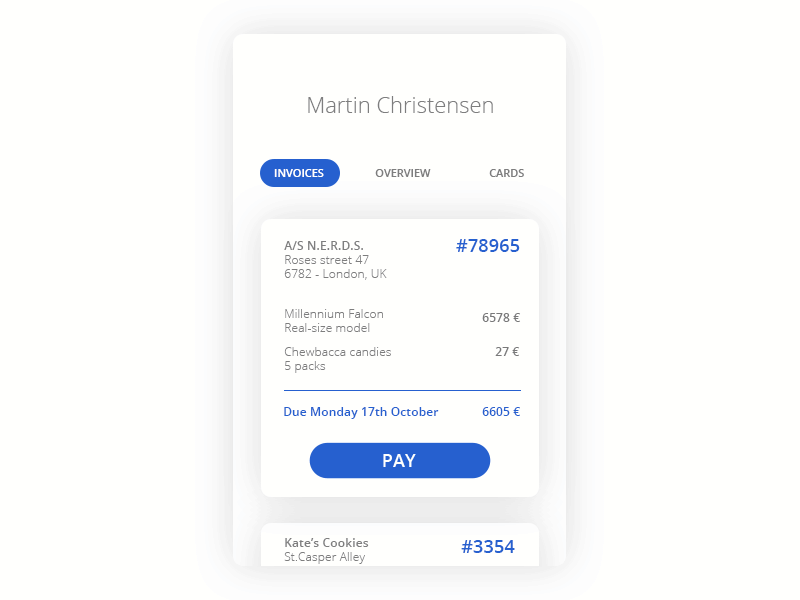 Martin Christensen
INVOICES OVERVIEW CARDS
A/S N.E.R.D.S. #78965
Roses street 47
6782 - London, UK
Millennium Falcon 6578 €
Real-size model
Chewbacca candies 27 €
5 packs
Due Monday 17th October 6605 €
PAY
Kate’s Cookies #3354
St.Casper Alley